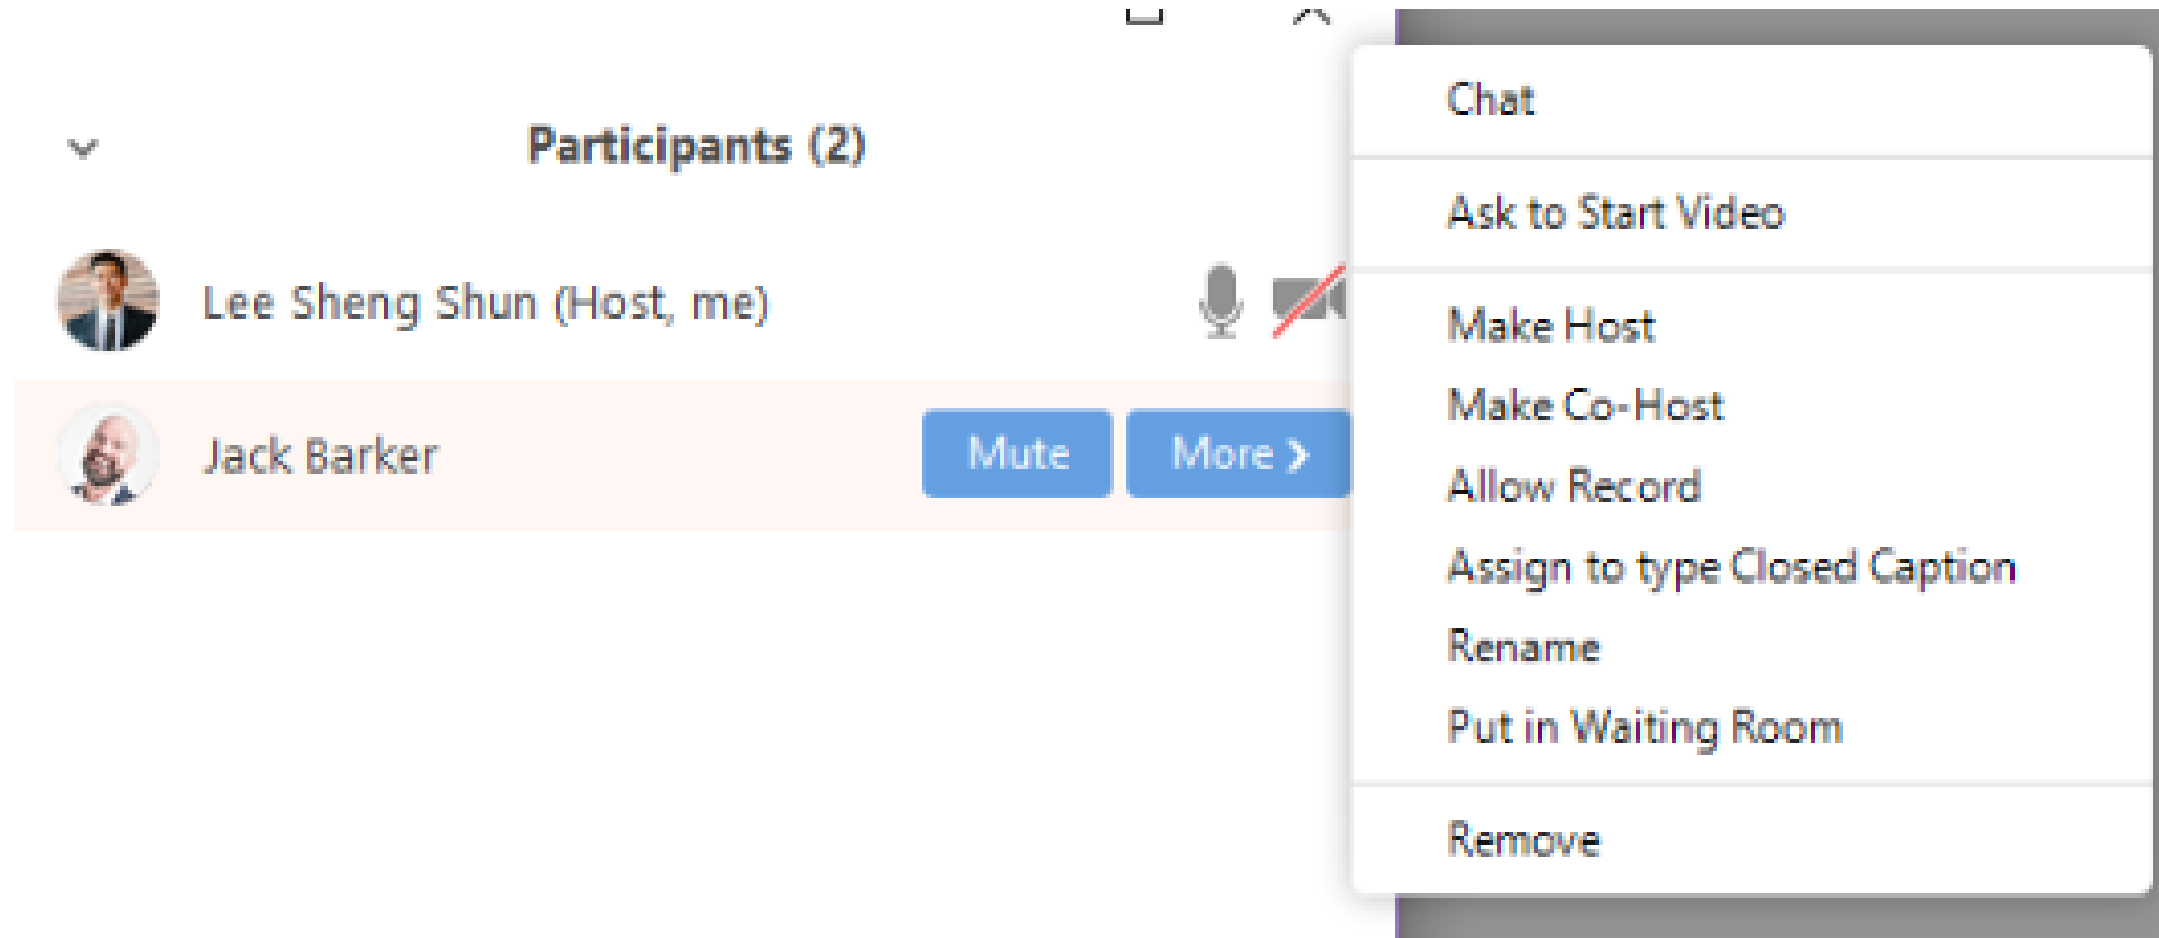 Participants (2)
Lee Sheng Shun (Host, me)
Jack Barker
Mute
More
Chat
Ask to Start Video
Make Host
Make Co-Host
Allow Record
Assign to type Closed Caption
Rename
Put in Waiting Room
Remove